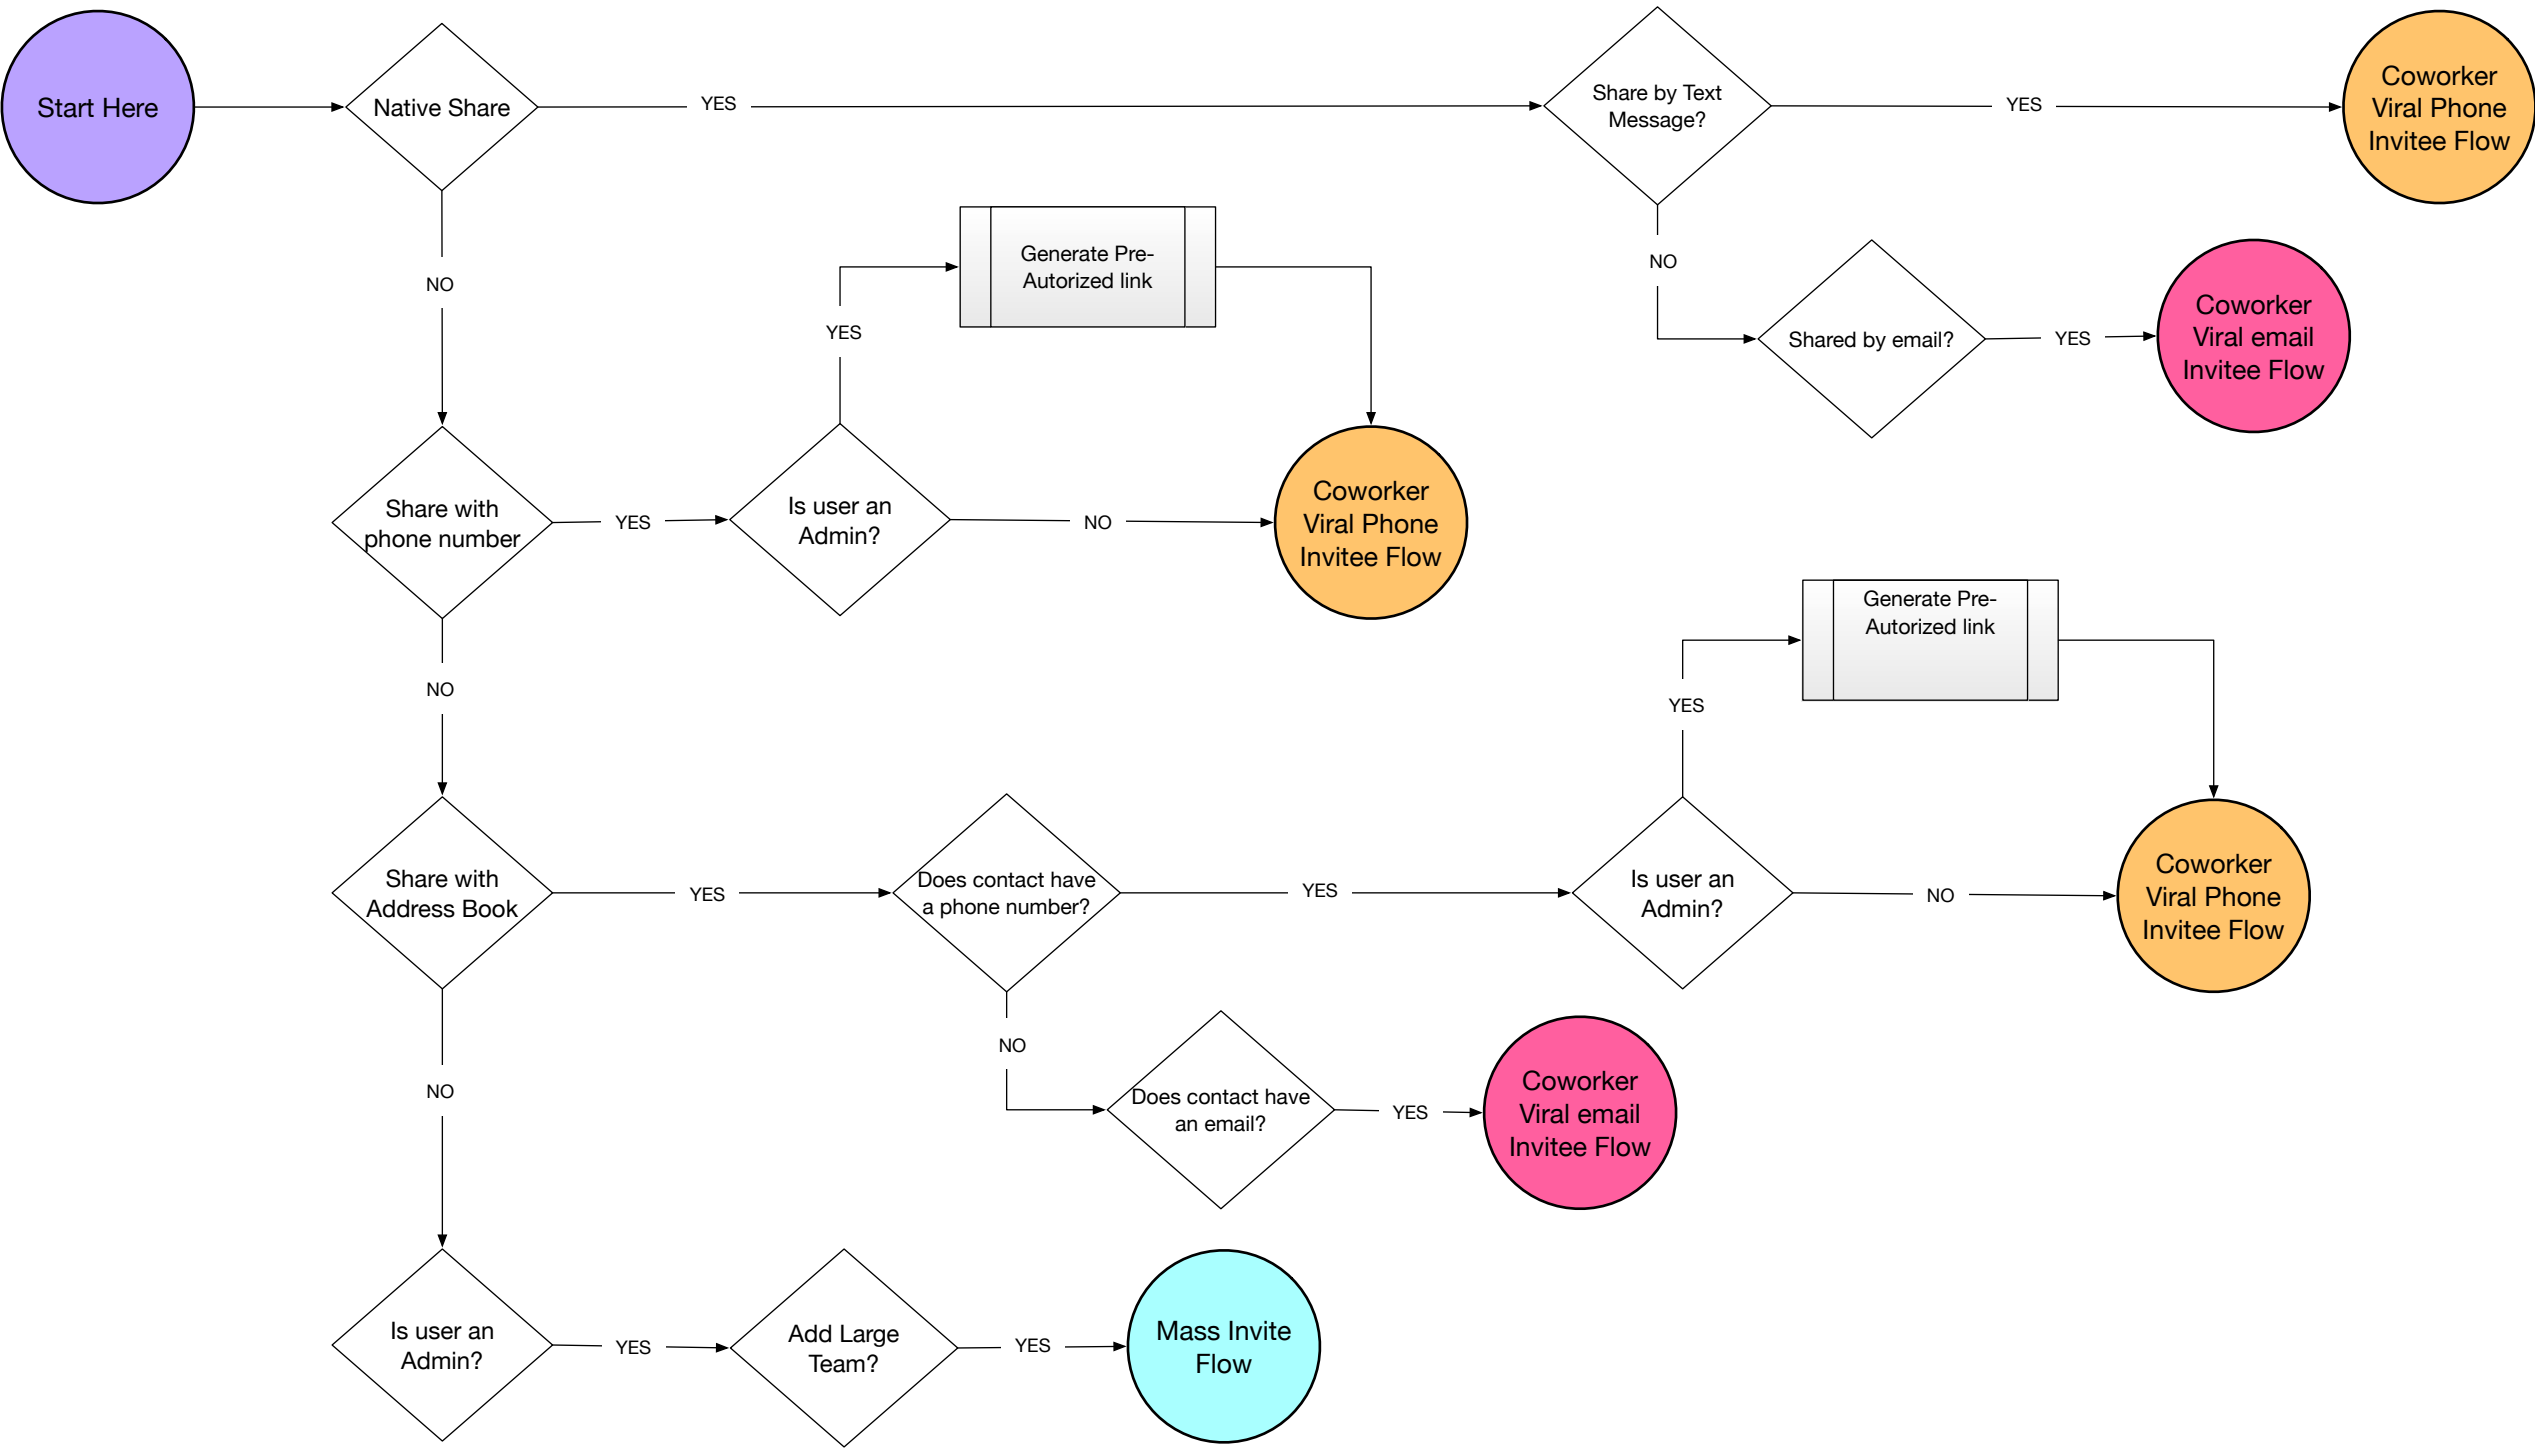 Start Here
Native Share
YES
Share by Text
Message?
YES
Coworker
Viral Phone
Invitee Flow
NO
Generate Pre-
Autorized link
YES
NO
Shared by email?
YES
Coworker
Viral email
Invitee Flow
Share with
phone number
YES
Is user an
Admin?
NO
Coworker
Viral Phone
Invitee Flow
NO
Generate Pre-
Autorized link
YES
Share with
Address Book
YES
Does contact have
a phone number?
YES
Is user an
Admin?
NO
Coworker
Viral Phone
Invitee Flow
NO
NO
Does contact have
an email?
YES
Coworker
Viral email
Invitee Flow
Is user an
Admin?
YES
Add Large
Team?
YES
Mass Invite
Flow